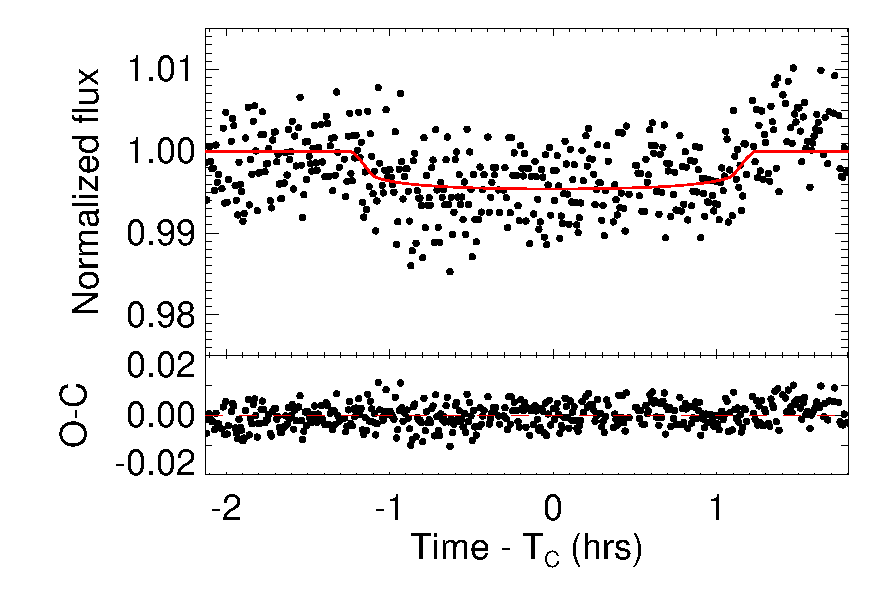 Normalized flux
1.01
1.00
0.99
0.98
O-C
0.02
0.00
-0.02
-2 -1 0 1
Time - T_C (hrs)